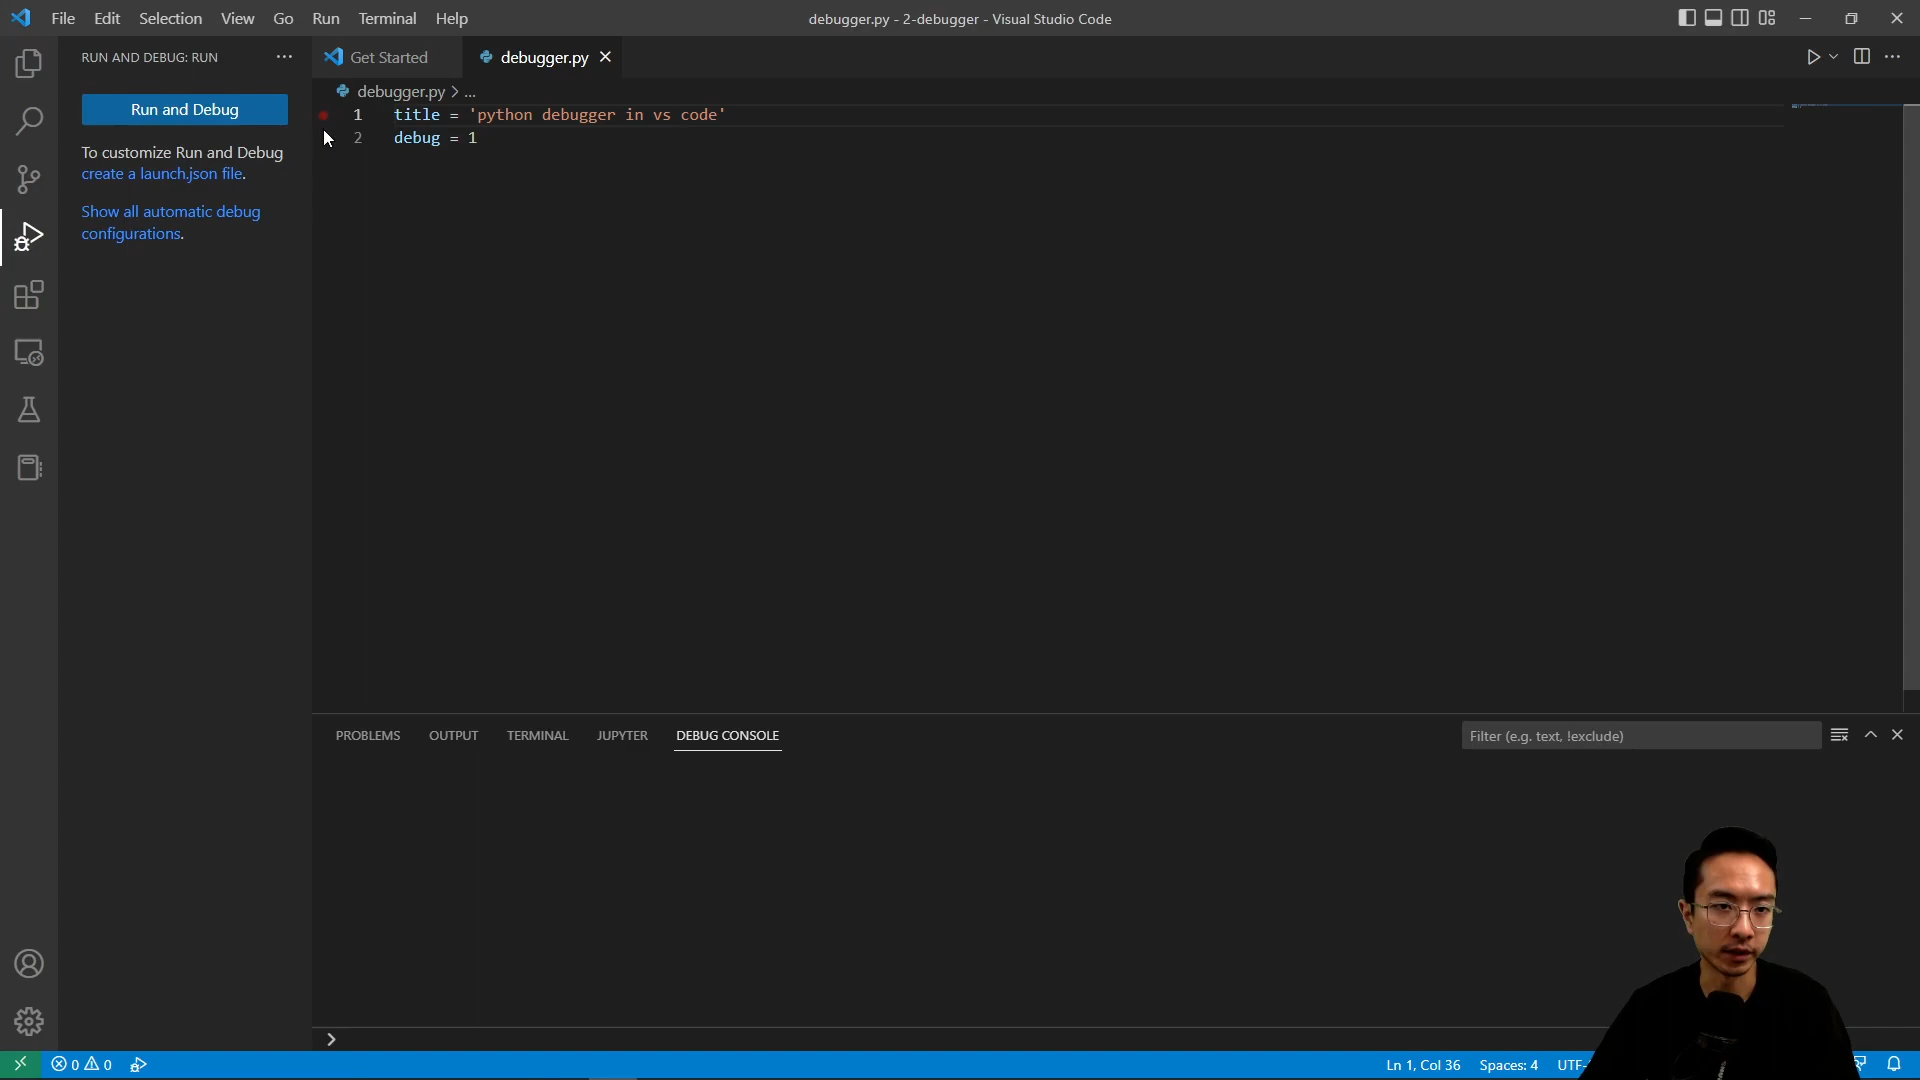 File Edit Selection View Go Run Terminal Help
debugger.py - 2-debugger - Visual Studio Code
RUN AND DEBUG: RUN
Get Started
debugger.py
debugger.py > ...
Run and Debug
To customize Run and Debug
create a launch.json file.
Show all automatic debug
configurations.
1 title = 'python debugger in vs code'
2 debug = 1
PROBLEMS OUTPUT TERMINAL JUPYTER DEBUG CONSOLE
Filter (e.g. text, !exclude)
0 0
Ln 1, Col 36 Spaces: 4 UTF-